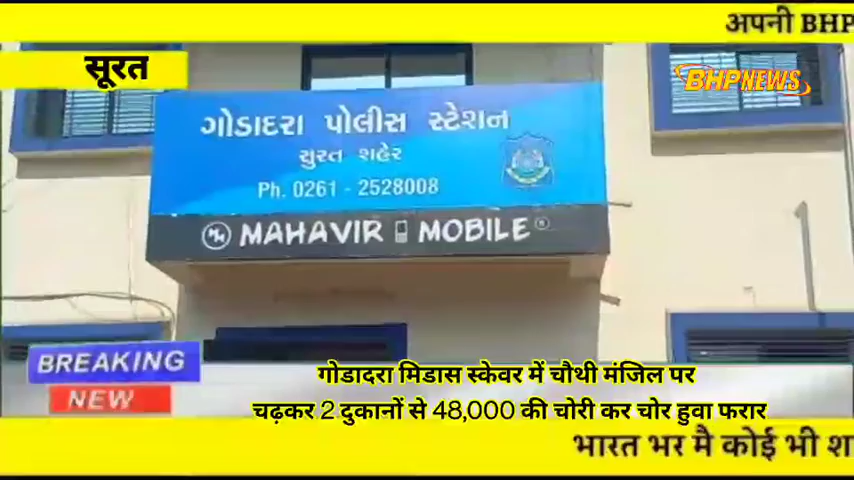 अपनी BHP
सूरत
BHPNEWS
ગોડાદરા પોલીસ સ્ટેશન
સુરત શહેર
Ph. 0261 - 2528008
MAHAVIR MOBILE
BREAKING
NEW
गोडादरा मिडास स्केवर में चौथी मंजिल पर
चढ़कर 2 दुकानों से 48,000 की चोरी कर चोर हुवा फरार
भारत भर मै कोई भी श